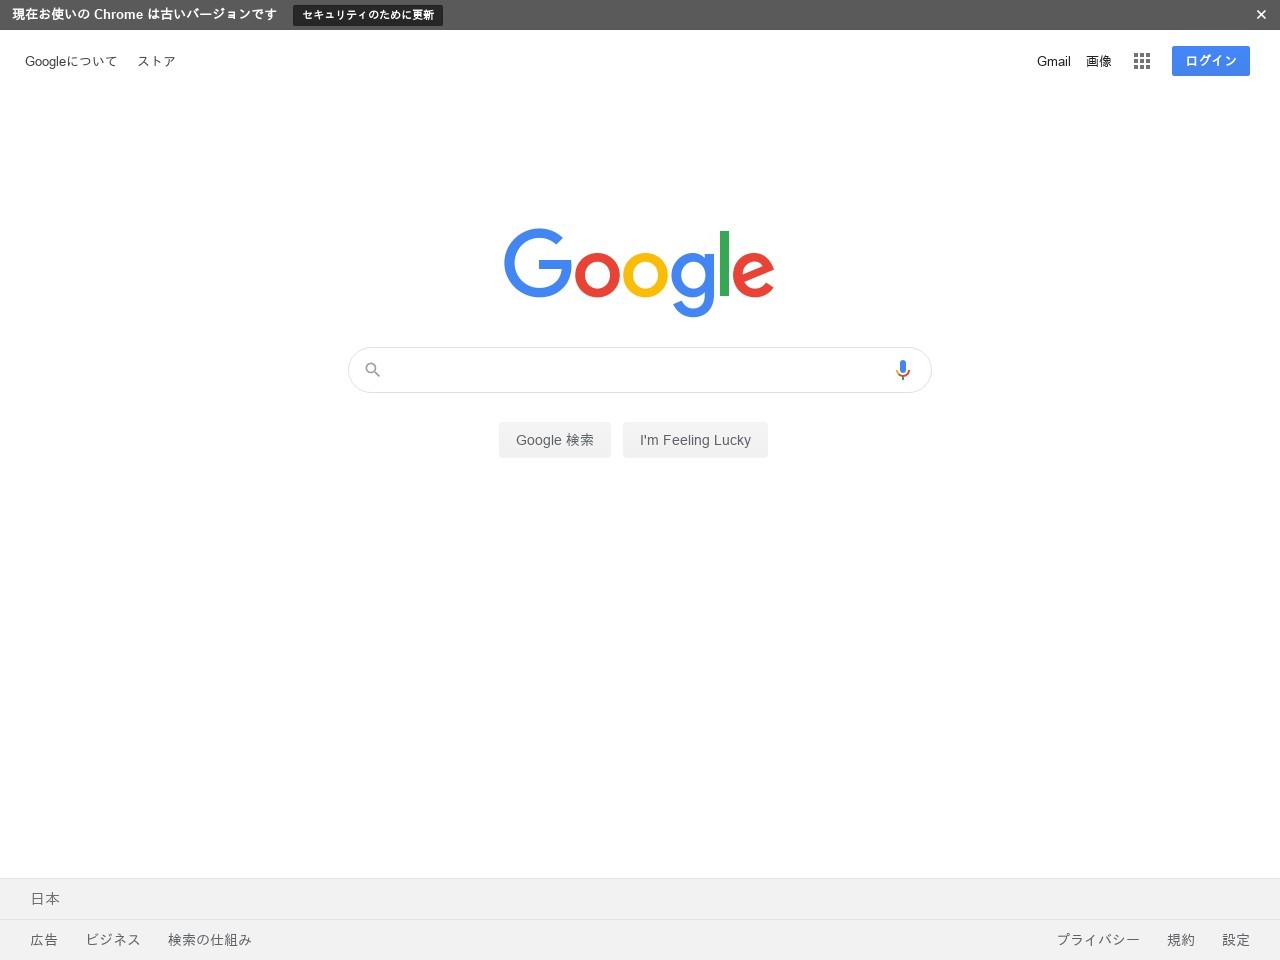 現在お使いの Chrome は古いバージョンです セキュリティのために更新 ✕
Googleについて ストア Gmail 画像 ログイン
Google
Google 検索 I'm Feeling Lucky
日本
広告 ビジネス 検索の仕組み プライバシー 規約 設定